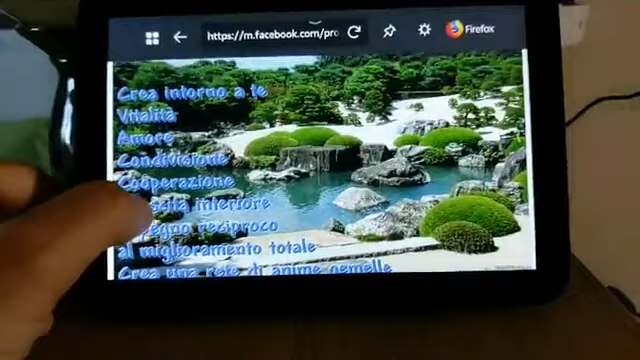 https://m.facebook.com/pro
Firefox
Crea intorno a te
Vitalità
Amore
Condivisione
Cooperazione
interiore
reciproco
al miglioramento totale
Crea una rete di anime gemelle